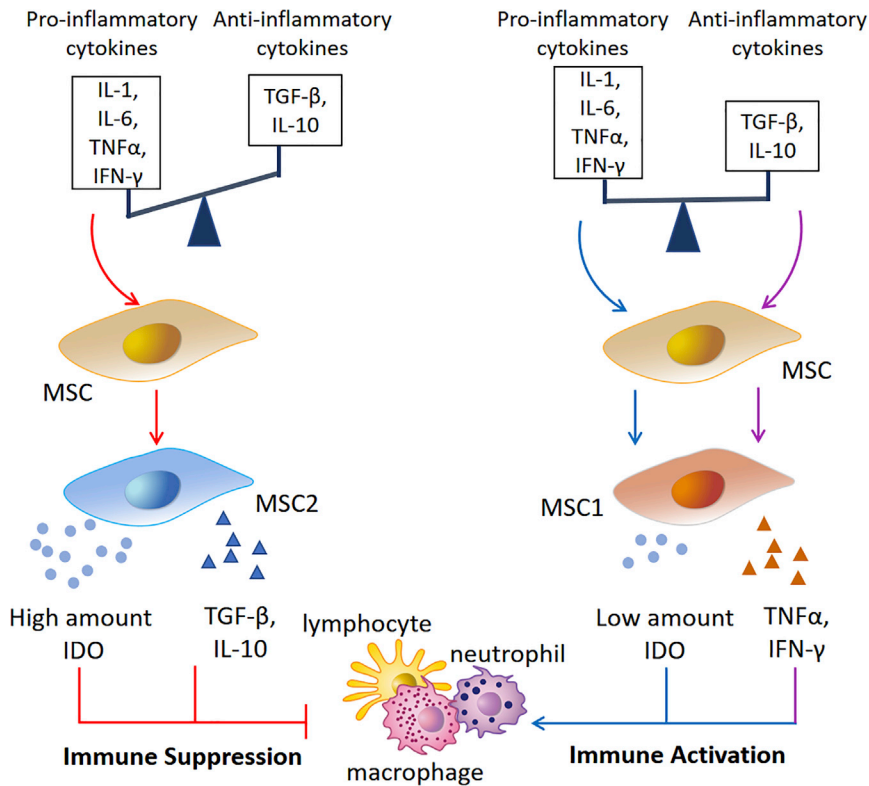 Pro-inflammatory
cytokines
Anti-inflammatory
cytokines
IL-1,
IL-6,
TNFα,
IFN-γ
TGF-β,
IL-10
MSC
MSC2
High amount
IDO
TGF-β,
IL-10
Immune Suppression
lymphocyte
neutrophil
macrophage
Pro-inflammatory
cytokines
Anti-inflammatory
cytokines
IL-1,
IL-6,
TNFα,
IFN-γ
TGF-β,
IL-10
MSC
MSC1
Low amount
IDO
TNFα,
IFN-γ
Immune Activation